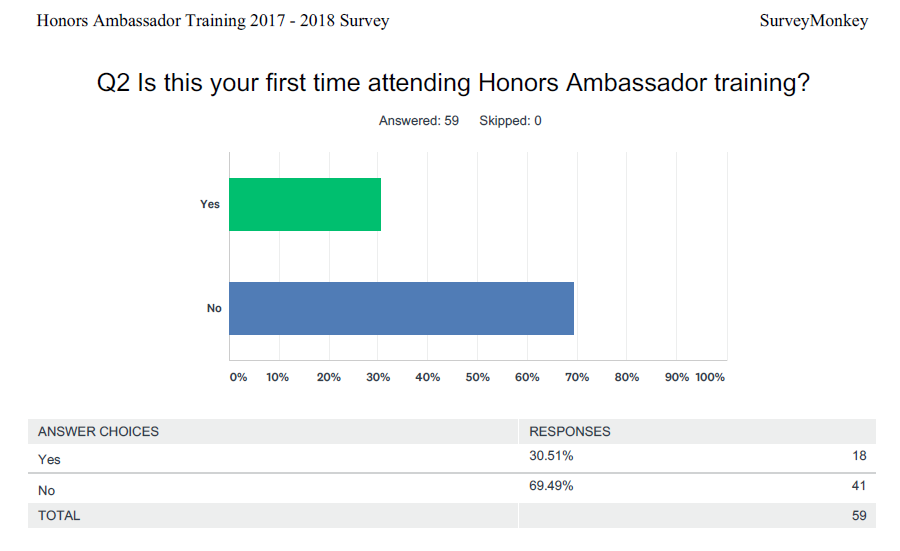 Honors Ambassador Training 2017 - 2018 Survey SurveyMonkey
Q2 Is this your first time attending Honors Ambassador training?
Answered: 59 Skipped: 0
Yes
No
0% 10% 20% 30% 40% 50% 60% 70% 80% 90% 100%
ANSWER CHOICES RESPONSES
Yes 30.51% 18
No 69.49% 41
TOTAL 59